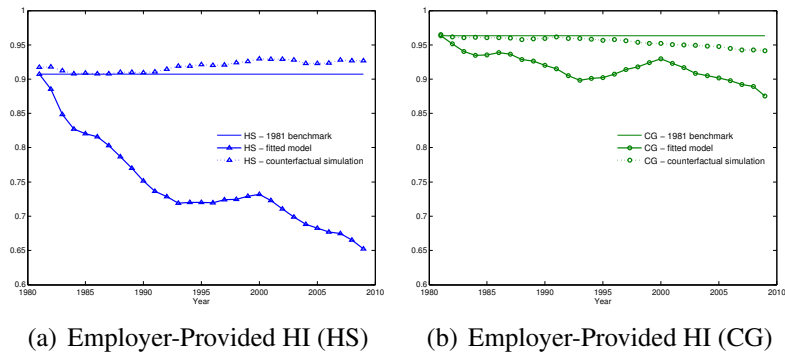 1
0.95
0.9
0.85
0.8
0.75
0.7
0.65
0.6
1980 1985 1990 1995 2000 2005 2010
Year
HS − 1981 benchmark
HS − fitted model
HS − counterfactual simulation
(a) Employer-Provided HI (HS)
1
0.95
0.9
0.85
0.8
0.75
0.7
0.65
0.6
1980 1985 1990 1995 2000 2005 2010
Year
CG − 1981 benchmark
CG − fitted model
CG − counterfactual simulation
(b) Employer-Provided HI (CG)